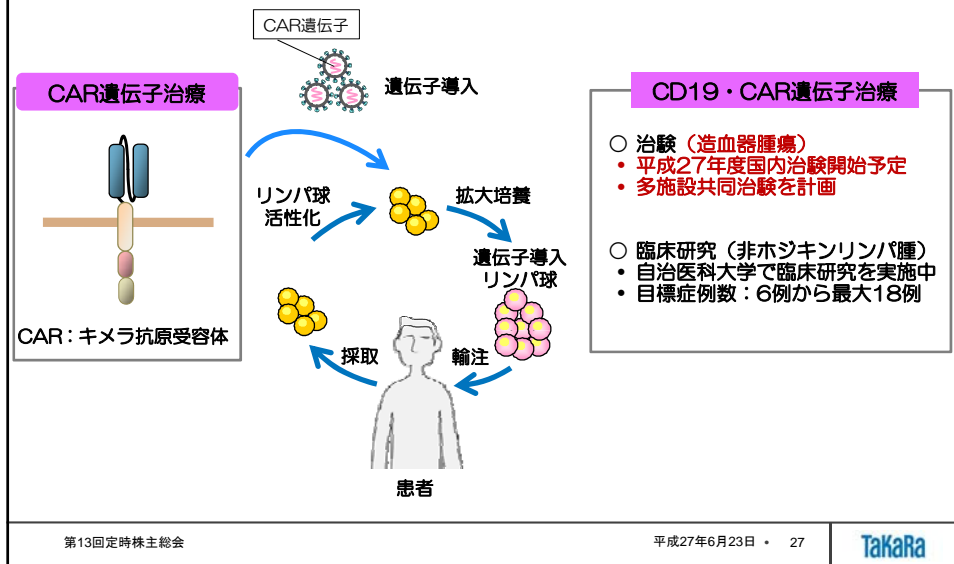 CAR遺伝子
遺伝子導入
CAR遺伝子治療
CAR：キメラ抗原受容体
リンパ球
活性化
拡大培養
遺伝子導入
リンパ球
採取
輸注
患者
CD19・CAR遺伝子治療
○ 治験（造血器腫瘍）
• 平成27年度国内治験開始予定
• 多施設共同治験を計画
○ 臨床研究（非ホジキンリンパ腫）
• 自治医科大学で臨床研究を実施中
• 目標症例数：6例から最大18例
第13回定時株主総会
平成27年6月23日 • 27
TaKaRa